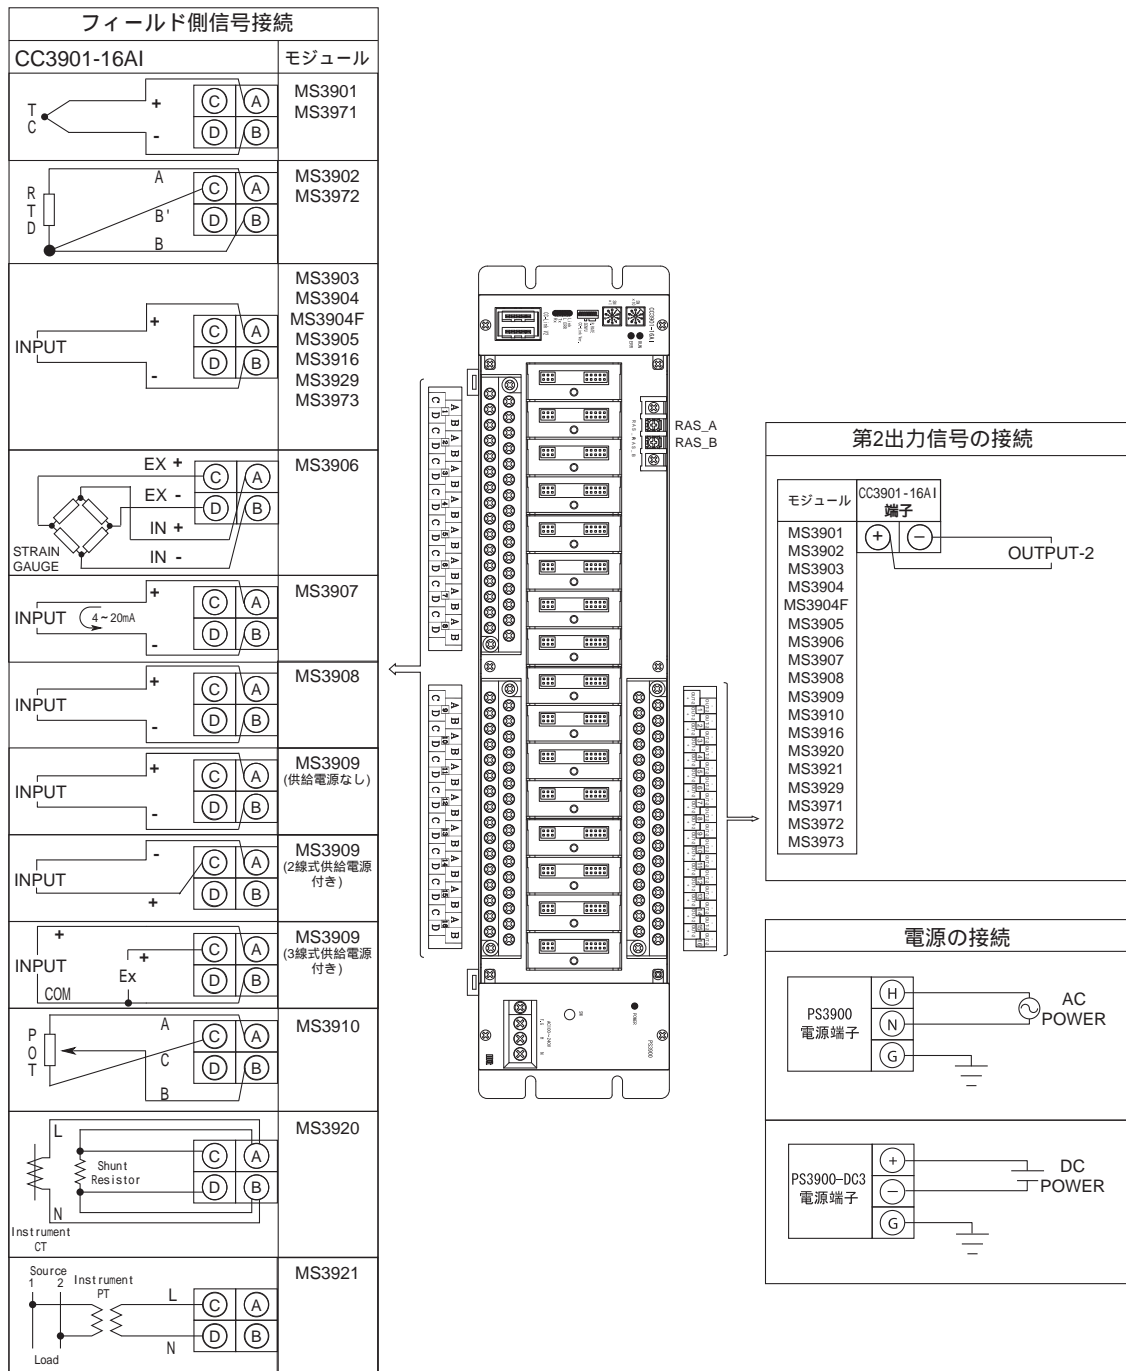 フィールド側信号接続
CC3901-16AI
モジュール
T
C
+
-
C
A
D
B
MS3901
MS3971
R
T
D
A
B'
B
C
A
D
B
MS3902
MS3972
INPUT
+
-
C
A
D
B
MS3903
MS3904
MS3904F
MS3905
MS3916
MS3929
MS3973
STRAIN
GAUGE
EX +
EX -
IN +
IN -
C
A
D
B
MS3906
INPUT
4~20mA
+
-
C
A
D
B
MS3907
INPUT
+
-
C
A
D
B
MS3908
INPUT
+
-
C
A
D
B
MS3909
(供給電源なし)
INPUT
-
+
C
A
D
B
MS3909
(2線式供給電源
付き)
INPUT
+
COM
+
Ex
C
A
D
B
MS3909
(3線式供給電源
付き)
P
O
T
A
C
B
C
A
D
B
MS3910
L
N
Shunt
Resistor
Instrument
CT
C
A
D
B
MS3920
Source
1 2
Instrument
PT
L
N
Load
C
A
D
B
MS3921
CC3901-16AI
RAS_A
RAS_B
POWER
PS3900
第2出力信号の接続
モジュール
CC3901-16AI
端子
+
−
OUTPUT-2
MS3901
MS3902
MS3903
MS3904
MS3904F
MS3905
MS3906
MS3907
MS3908
MS3909
MS3910
MS3916
MS3920
MS3921
MS3929
MS3971
MS3972
MS3973
電源の接続
PS3900
電源端子
H
N
G
AC
POWER
PS3900-DC3
電源端子
+
−
G
DC
POWER